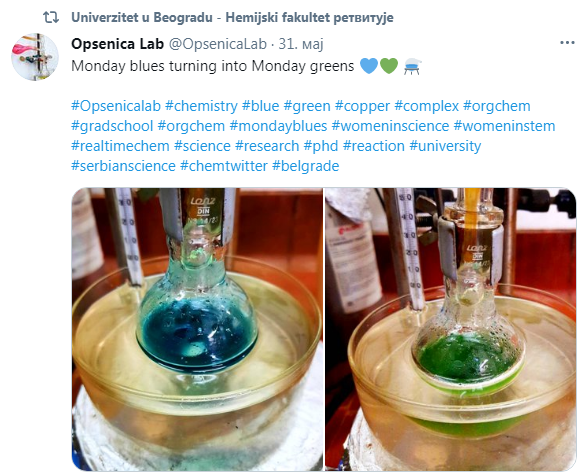 Univerzitet u Beogradu - Hemijski fakultet ретвитује
Opsenica Lab @OpsenicaLab · 31. мај
Monday blues turning into Monday greens 💙💚
#Opsenicalab #chemistry #blue #green #copper #complex #orgchem
#gradschool #orgchem #mondayblues #womeninscience #womeninstem
#realtimechem #science #research #phd #reaction #university
#serbianscience #chemtwitter #belgrade
Lenz
DIN
Lenz
DIN